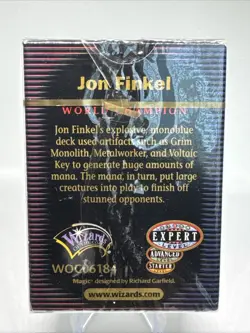 Jon Finkel
WORLD CHAMPION
Jon Finkel's explosive monoblue
deck used artifacts such as Grim
Monolith, Metalworker, and Voltaic
Key to generate huge amounts of
mana. The mana, in turn, put large
creatures into play to finish off
stunned opponents.
Wizards
WOC06184
EXPERT
LEVEL
ADVANCED
STARTER
Magic designed by Richard Garfield.
www.wizards.com